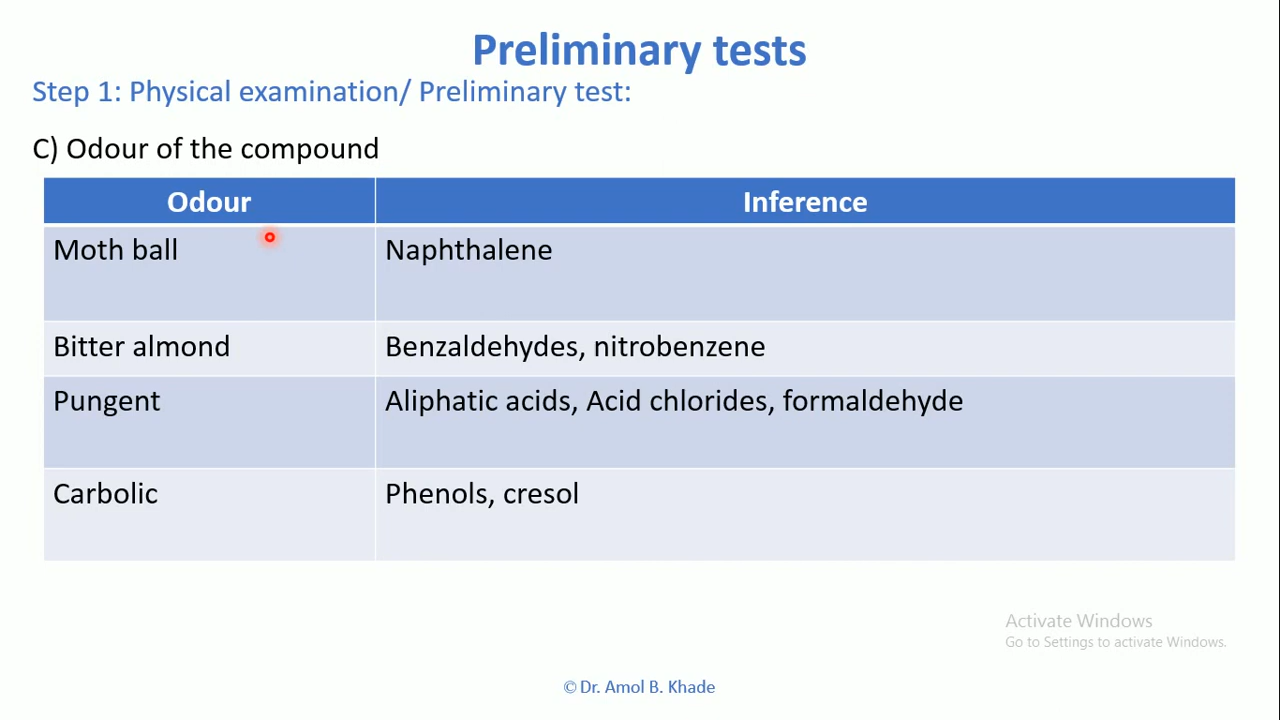 Preliminary tests
Step 1: Physical examination/ Preliminary test:
C) Odour of the compound
Odour Inference
Moth ball Naphthalene
Bitter almond Benzaldehydes, nitrobenzene
Pungent Aliphatic acids, Acid chlorides, formaldehyde
Carbolic Phenols, cresol
Activate Windows
Go to Settings to activate Windows.
© Dr. Amol B. Khade